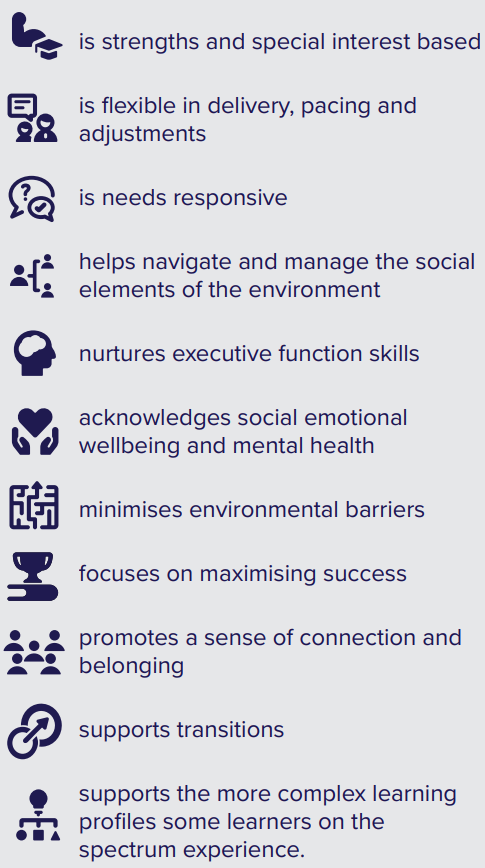 is strengths and special interest based
is flexible in delivery, pacing and
adjustments
is needs responsive
helps navigate and manage the social
elements of the environment
nurtures executive function skills
acknowledges social emotional
wellbeing and mental health
minimises environmental barriers
focuses on maximising success
promotes a sense of connection and
belonging
supports transitions
supports the more complex learning
profiles some learners on the
spectrum experience.